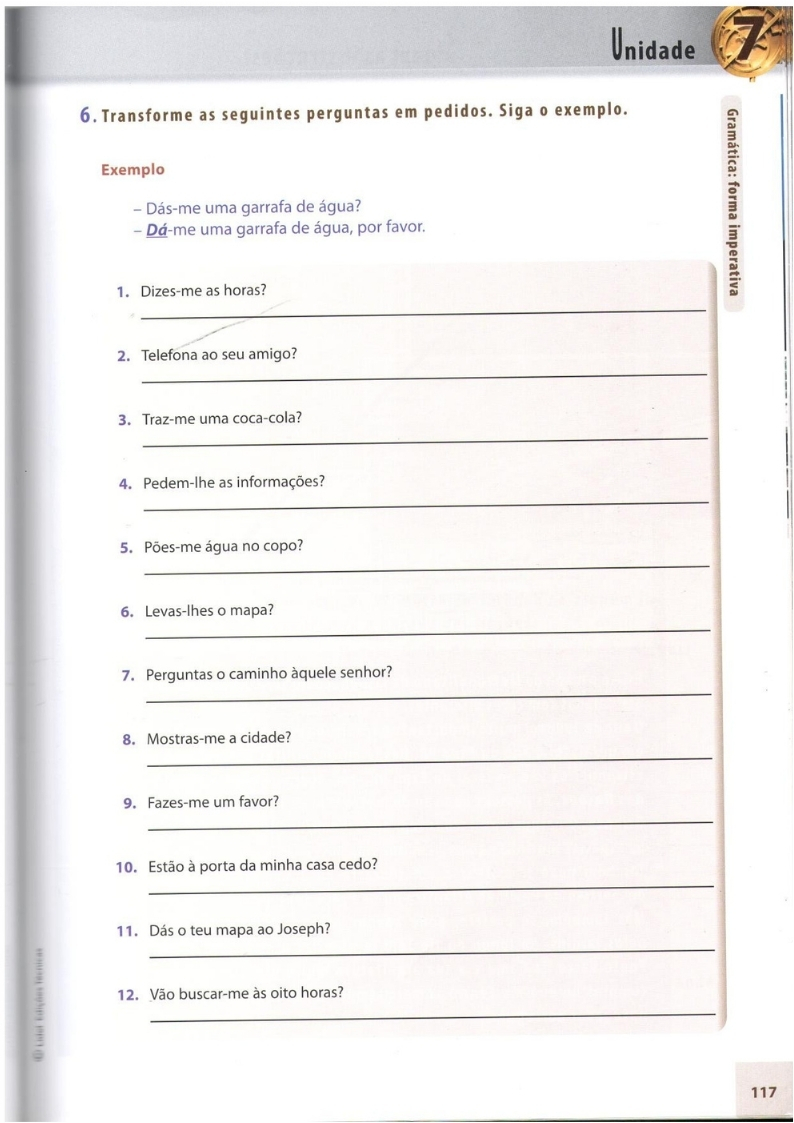 Unidade 7
6. Transforme as seguintes perguntas em pedidos. Siga o exemplo.
Gramática: forma imperativa
Exemplo
– Dás-me uma garrafa de água?
– Dá-me uma garrafa de água, por favor.
1. Dizes-me as horas?
2. Telefona ao seu amigo?
3. Traz-me uma coca-cola?
4. Pedem-lhe as informações?
5. Pões-me água no copo?
6. Levas-lhes o mapa?
7. Perguntas o caminho àquele senhor?
8. Mostras-me a cidade?
9. Fazes-me um favor?
10. Estão à porta da minha casa cedo?
11. Dás o teu mapa ao Joseph?
12. Vão buscar-me às oito horas?
© Lidel Edições Técnicas
117